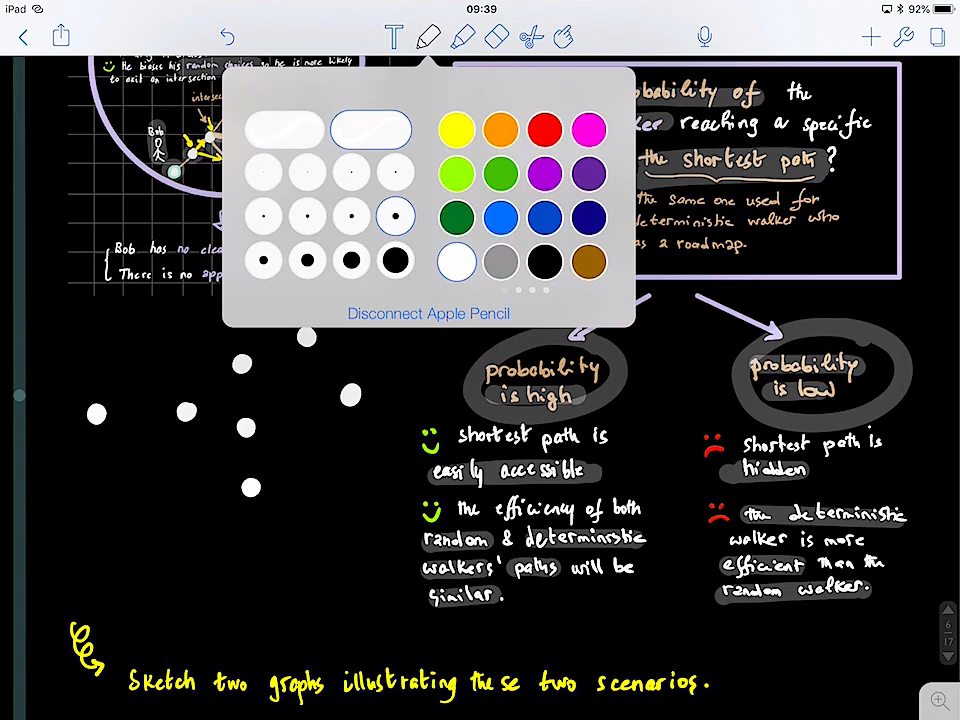 iPad
09:39
92%
He biases his random choices so he is more likely
to exit an intersection
Bob
Bob has no
There is no
probability of the
reaching a specific
the shortest path?
the same one used for
deterministic walker who
as a roadmap.
Disconnect Apple Pencil
probability
is high
shortest path is
easily accessible
the efficiency of both
random & deterministic
walkers' paths will be
similar.
probability
is low
shortest path is
hidden
the deterministic
walker is more
efficient than the
random walker.
6
17
Sketch two graphs illustrating these two scenarios.